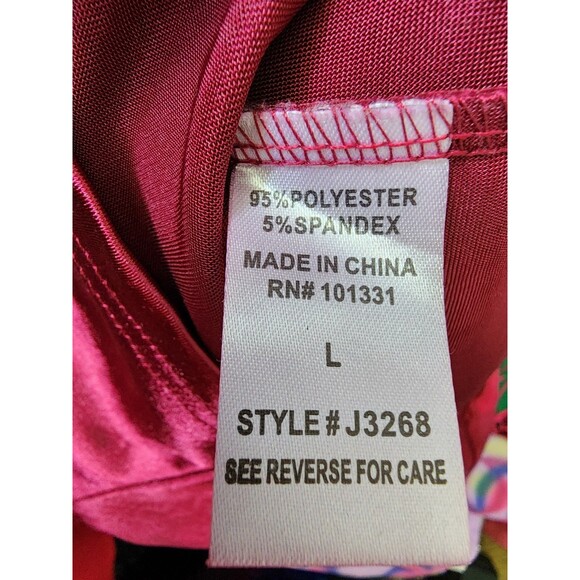 95%POLYESTER
5%SPANDEX
MADE IN CHINA
RN# 101331
L
STYLE # J3268
SEE REVERSE FOR CARE